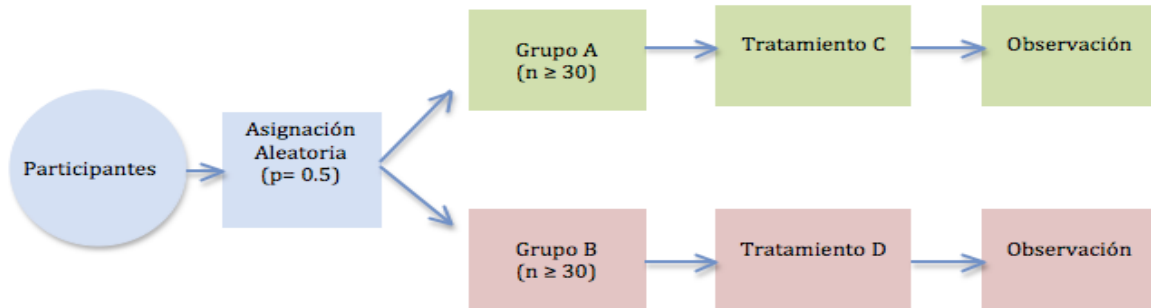 Participantes
Asignación
Aleatoria
(p= 0.5)
Grupo A
(n ≥ 30)
Tratamiento C
Observación
Grupo B
(n ≥ 30)
Tratamiento D
Observación